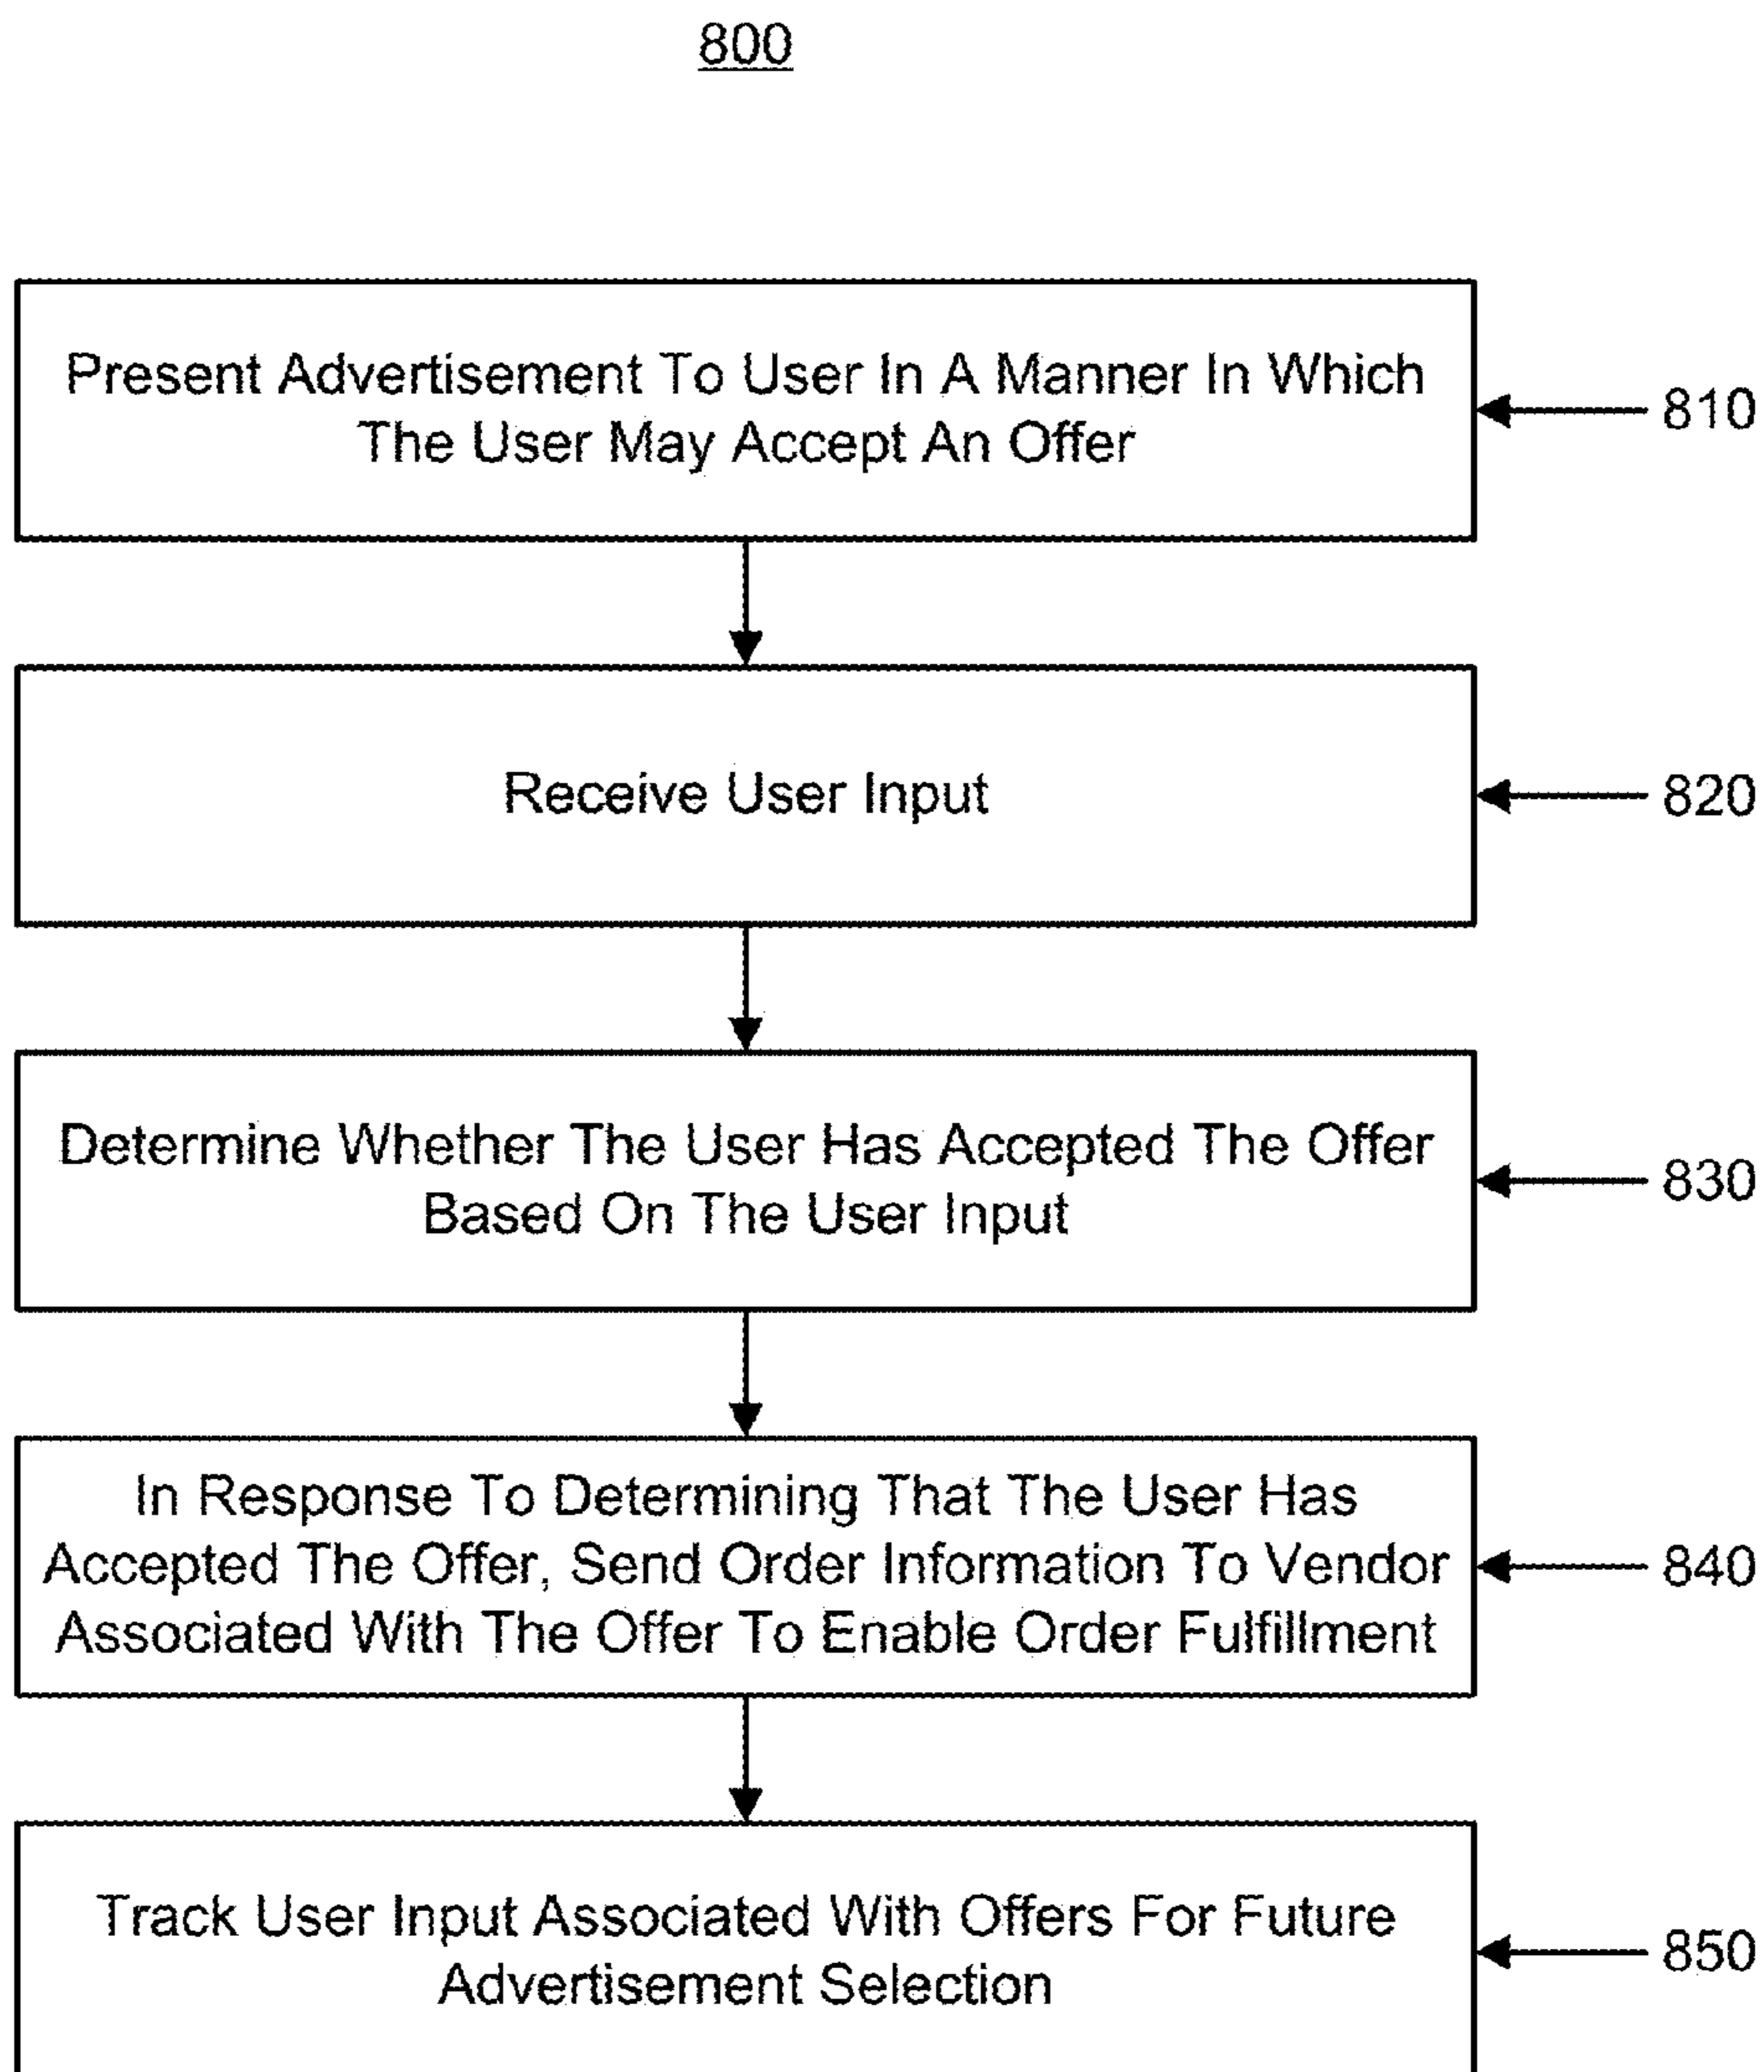 800
Present Advertisement To User In A Manner In Which
The User May Accept An Offer
810
Receive User Input
820
Determine Whether The User Has Accepted The Offer
Based On The User Input
830
In Response To Determining That The User Has
Accepted The Offer, Send Order Information To Vendor
Associated With The Offer To Enable Order Fulfillment
840
Track User Input Associated With Offers For Future
Advertisement Selection
850